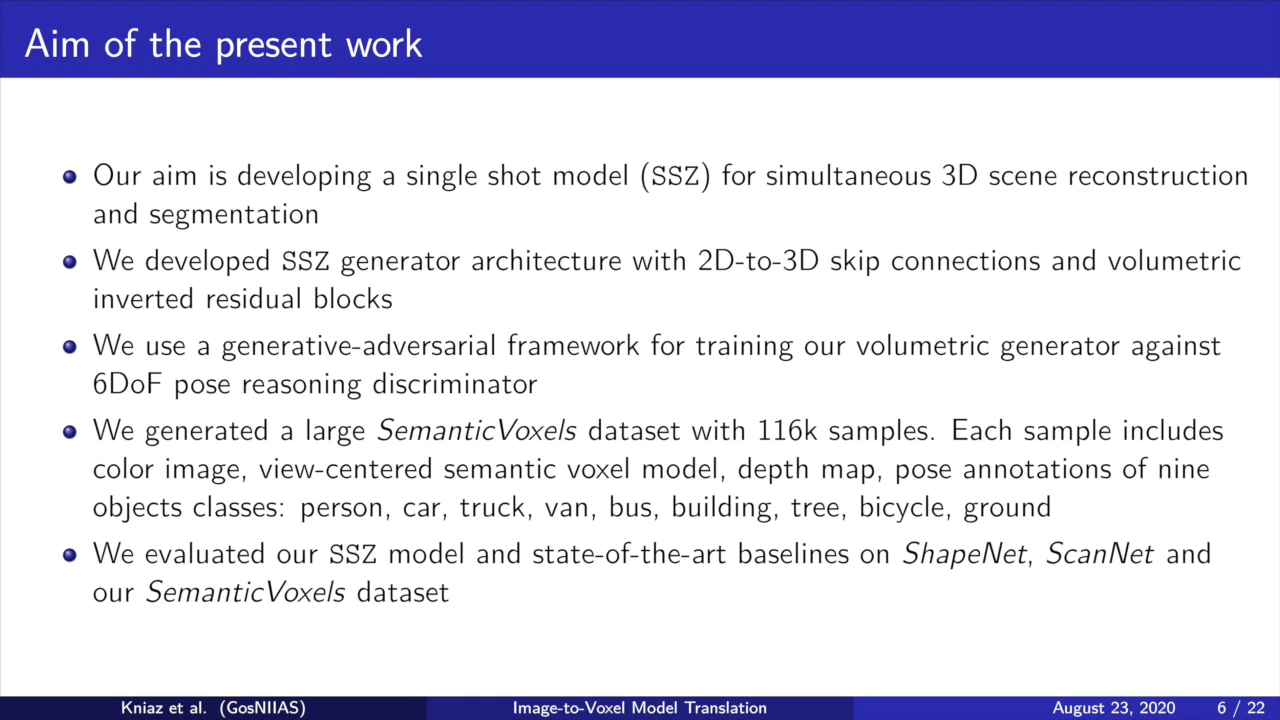 Aim of the present work
Our aim is developing a single shot model (SSZ) for simultaneous 3D scene reconstruction
and segmentation
We developed SSZ generator architecture with 2D-to-3D skip connections and volumetric
inverted residual blocks
We use a generative-adversarial framework for training our volumetric generator against
6DoF pose reasoning discriminator
We generated a large SemanticVoxels dataset with 116k samples. Each sample includes
color image, view-centered semantic voxel model, depth map, pose annotations of nine
objects classes: person, car, truck, van, bus, building, tree, bicycle, ground
We evaluated our SSZ model and state-of-the-art baselines on ShapeNet, ScanNet and
our SemanticVoxels dataset
Kniaz et al. (GosNIIAS) Image-to-Voxel Model Translation August 23, 2020 6 / 22